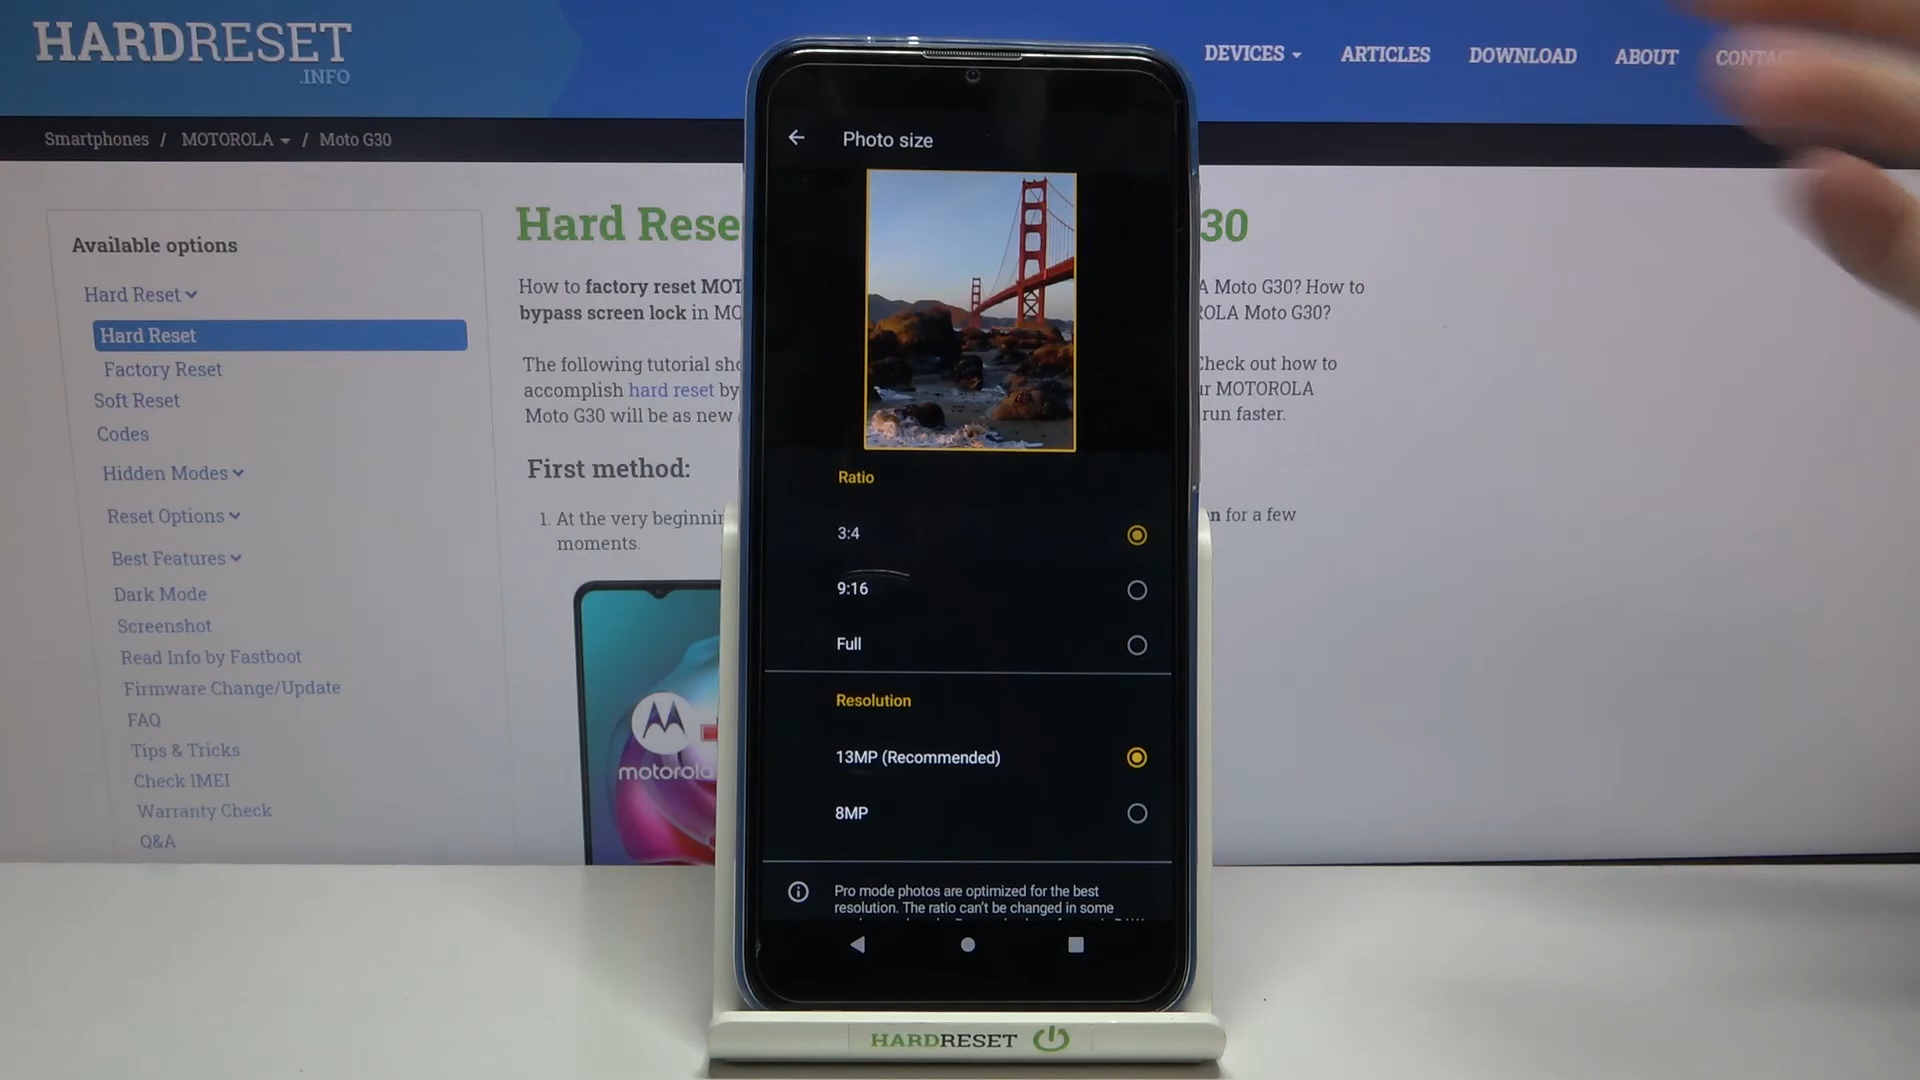 HARDRESET
.INFO
DEVICES
ARTICLES
DOWNLOAD
ABOUT
Smartphones / MOTOROLA / Moto G30
Available options
Hard Reset
Hard Reset
Factory Reset
Soft Reset
Codes
Hidden Modes
Reset Options
Best Features
Dark Mode
Screenshot
Read Info by Fastboot
Firmware Change/Update
FAQ
Tips & Tricks
Check IMEI
Warranty Check
Q&A
Hard Rese
30
How to factory reset MOT
A Moto G30? How to
bypass screen lock in MO
ROLA Moto G30?
The following tutorial sho
Check out how to
accomplish hard reset by
ur MOTOROLA
Moto G30 will be as new
run faster.
First method:
1. At the very beginnin
n for a few
moments.
motorola
Photo size
Ratio
3:4
9:16
Full
Resolution
13MP (Recommended)
8MP
Pro mode photos are optimized for the best
resolution. The ratio can't be changed in some
HARDRESET